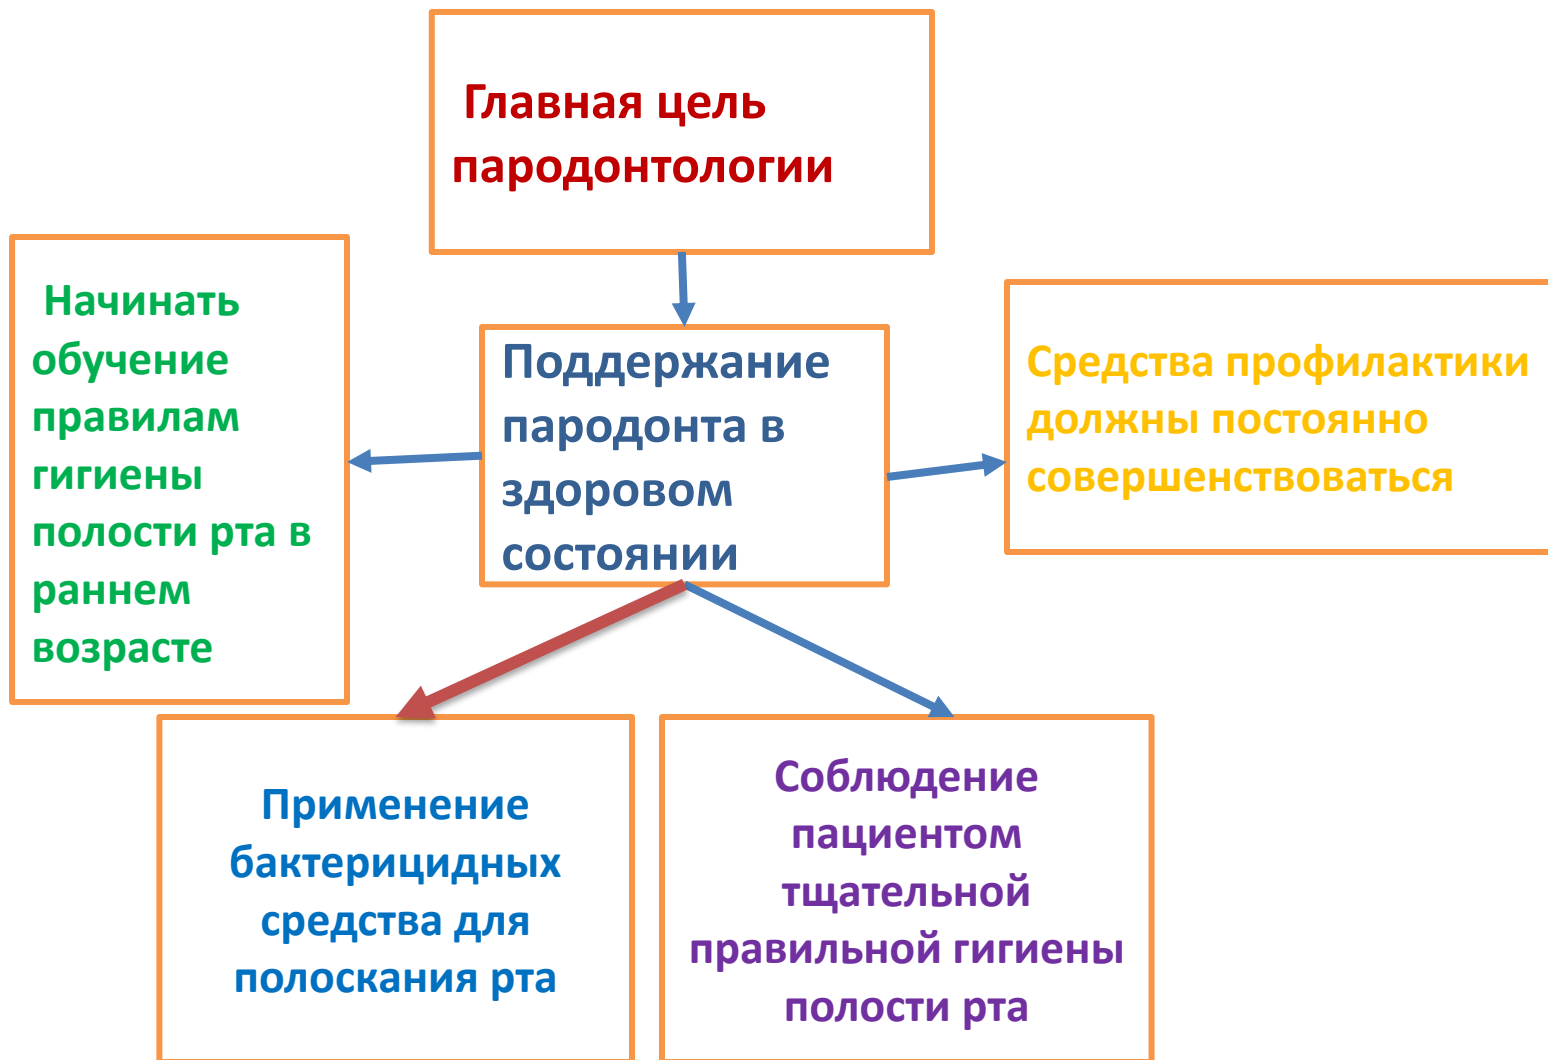 Главная цель
пародонтологии
Начинать
обучение
правилам
гигиены
полости рта в
раннем
возрасте
Поддержание
пародонта в
здоровом
состоянии
Средства профилактики
должны постоянно
совершенствоваться
Применение
бактерицидных
средства для
полоскания рта
Соблюдение
пациентом
тщательной
правильной гигиены
полости рта